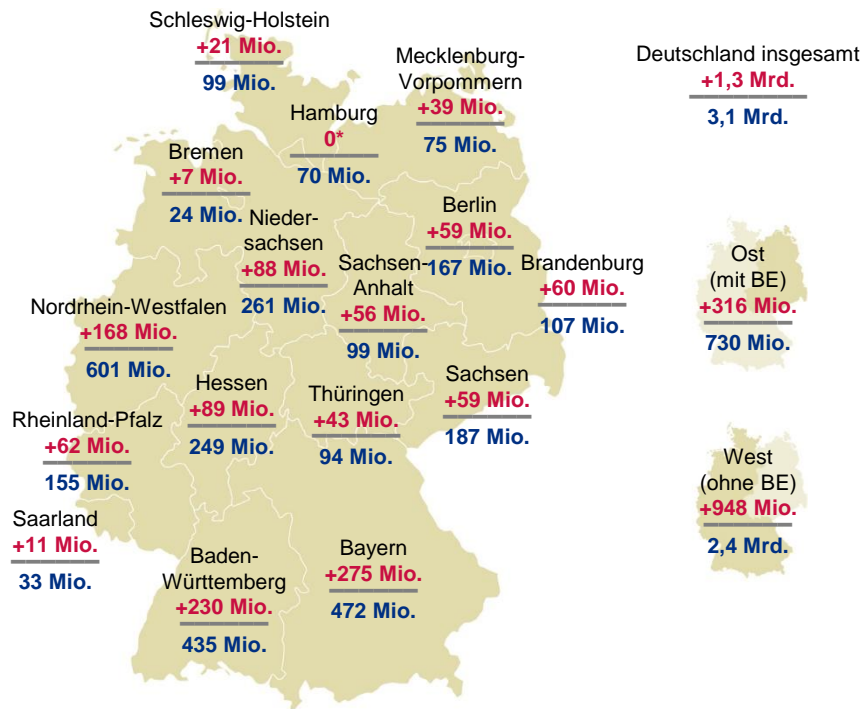 Schleswig-Holstein
+21 Mio.
99 Mio.
Mecklenburg-
Vorpommern
+39 Mio.
75 Mio.
Deutschland insgesamt
+1,3 Mrd.
3,1 Mrd.
Hamburg
0*
70 Mio.
Bremen
+7 Mio.
24 Mio.
Berlin
+59 Mio.
167 Mio.
Nieder-
sachsen
+88 Mio.
261 Mio.
Sachsen-
Anhalt
+56 Mio.
99 Mio.
Brandenburg
+60 Mio.
107 Mio.
Ost
(mit BE)
+316 Mio.
730 Mio.
Nordrhein-Westfalen
+168 Mio.
601 Mio.
Hessen
+89 Mio.
249 Mio.
Thüringen
+43 Mio.
94 Mio.
Sachsen
+59 Mio.
187 Mio.
Rheinland-Pfalz
+62 Mio.
155 Mio.
West
(ohne BE)
+948 Mio.
2,4 Mrd.
Saarland
+11 Mio.
33 Mio.
Baden-
Württemberg
+230 Mio.
435 Mio.
Bayern
+275 Mio.
472 Mio.